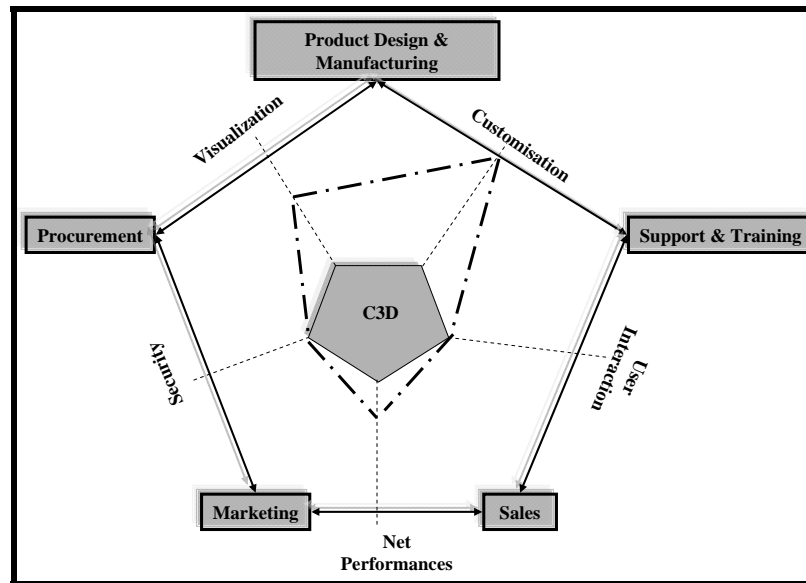 Product Design &
Manufacturing
Visualization
Customisation
Procurement
Support & Training
C3D
Security
User
Interaction
Marketing
Sales
Net
Performances